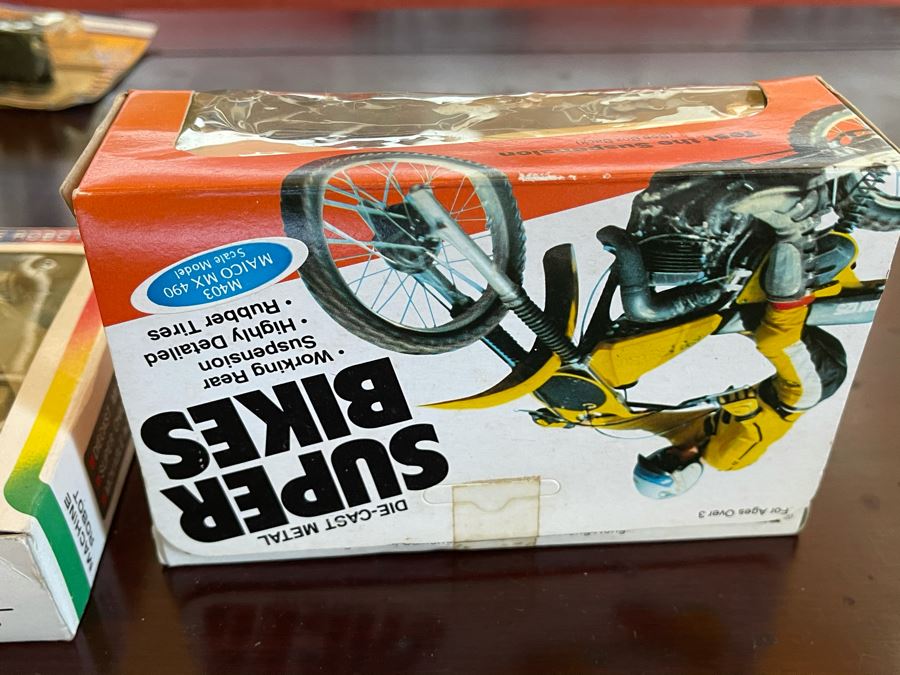 DIE-CAST METAL
SUPER
BIKES
• Working Rear
Suspension
• Highly Detailed
• Rubber Tires
M403
MAICO MX 490
Scale Model
For Ages Over 3
Test the Suspension
MACHINE
ROBOT